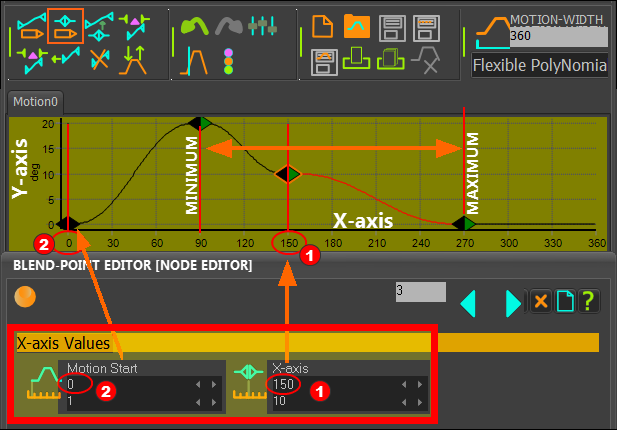 MOTION-WIDTH
360
Flexible PolyNomia
Motion0
Y-axis
deg
20
15
10
5
0
MINIMUM
MAXIMUM
X-axis
2
0 30 60 90 120 150 180 210 240 270 300 330 360
1
BLEND-POINT EDITOR [NODE EDITOR]
3
?
X-axis Values
Motion Start
0
2
1
X-axis
150
1
10